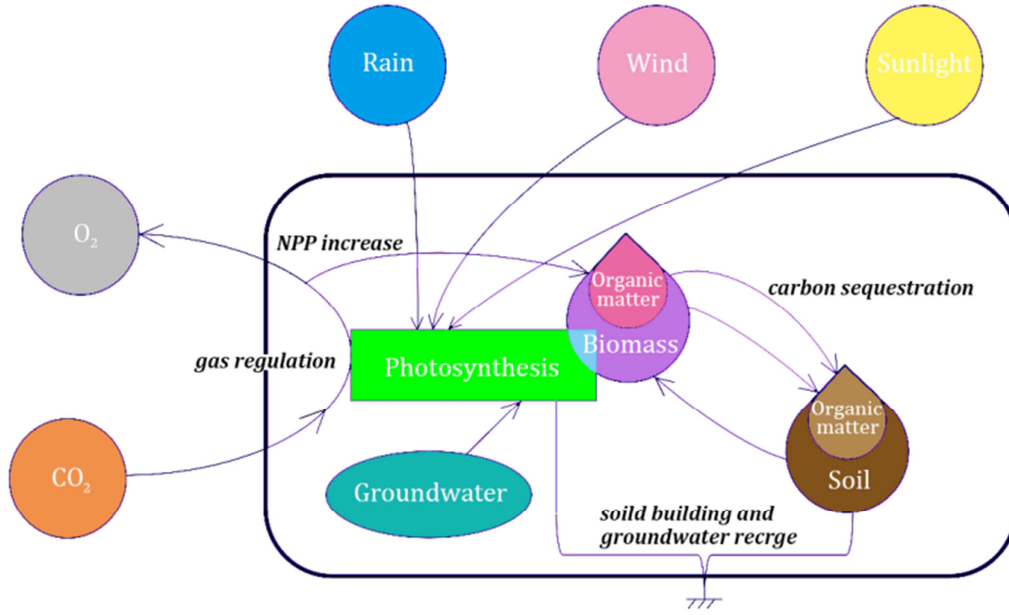 Rain
Wind
Sunlight
O₂
NPP increase
Organic
matter
carbon sequestration
Biomass
gas regulation
Photosynthesis
Organic
matter
CO₂
Groundwater
Soil
soild building and
groundwater recrge